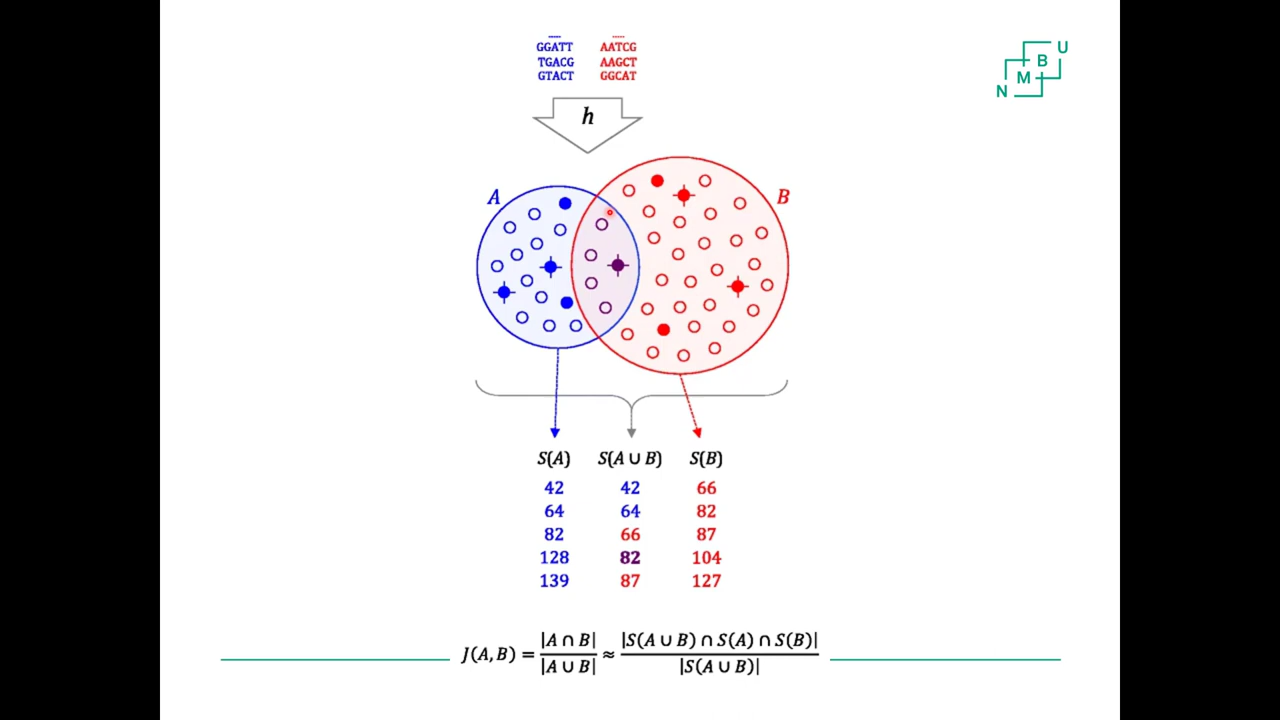 GGATT AATCG
TGACG AAGCT
GTACT GGCAT
N M B U
h
A B
S(A) S(A ∪ B) S(B)
42 42 66
64 64 82
82 66 87
128 82 104
139 87 127
J(A, B) = |A ∩ B| / |A ∪ B| ≈ |S(A ∪ B) ∩ S(A) ∩ S(B)| / |S(A ∪ B)|